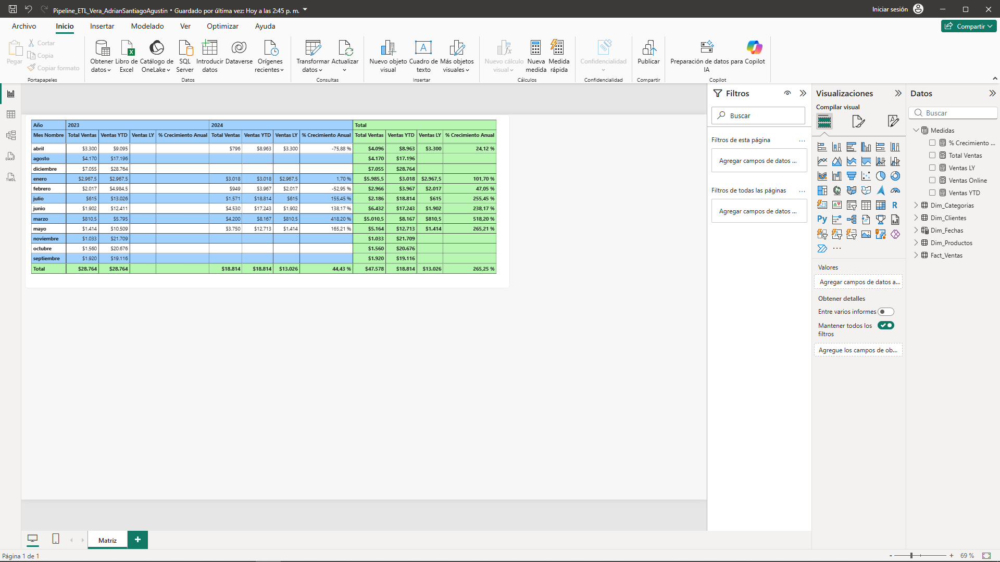 Pipeline_ETL_Vera_AdrianSantiagoAgustin • Guardado por última vez: Hoy a las 2:45 p. m.
Iniciar sesión
Archivo Inicio Insertar Modelado Ver Optimizar Ayuda
Compartir
Pegar
Cortar
Copia
Copiar formato
Portapapeles
Obtener datos
Libro de Excel
Catálogo de OneLake
SQL Server
Introducir datos
Dataverse
Orígenes recientes
Datos
Transformar datos
Actualizar
Consultas
Nuevo objeto visual
Cuadro de texto
Más objetos visuales
Insertar
Nuevo cálculo visual
Nueva medida
Medida rápida
Cálculos
Confidencialidad
Confidencialidad
Publicar
Compartir
Preparación de datos para IA
Copilot
Copilot
DAX
TMDL
Año 2023 2024 Total
Mes Nombre Total Ventas Ventas YTD Ventas LY % Crecimiento Anual Total Ventas Ventas YTD Ventas LY % Crecimiento Anual Total Ventas Ventas YTD Ventas LY % Crecimiento Anual
abril $3.300 $9.095 $796 $8.963 $3.300 -75,88 % $4.096 $8.963 $3.300 24,12 %
agosto $4.170 $17.196 $4.170 $17.196
diciembre $7.055 $28.764 $7.055 $28.764
enero $2.967,5 $2.967,5 $3.018 $3.018 $2.967,5 1,70 % $5.985,5 $3.018 $2.967,5 101,70 %
febrero $2.017 $4.984,5 $949 $3.967 $2.017 -52,95 % $2.966 $3.967 $2.017 47,05 %
julio $615 $13.026 $1.571 $18.814 $615 155,45 % $2.186 $18.814 $615 255,45 %
junio $1.902 $12.411 $4.530 $17.243 $1.902 138,17 % $6.432 $17.243 $1.902 238,17 %
marzo $810,5 $5.795 $4.200 $8.167 $810,5 418,20 % $5.010,5 $8.167 $810,5 518,20 %
mayo $1.414 $10.509 $3.750 $12.713 $1.414 165,21 % $5.164 $12.713 $1.414 265,21 %
noviembre $1.033 $21.709 $1.033 $21.709
octubre $1.560 $20.676 $1.560 $20.676
septiembre $1.920 $19.116 $1.920 $19.116
Total $28.764 $28.764 $18.814 $18.814 $13.026 44,43 % $47.578 $18.814 $13.026 265,25 %
Filtros
Buscar
Filtros de esta página ...
Agregar campos de datos ...
Filtros de todas las páginas ...
Agregar campos de datos ...
Visualizaciones
Compilar visual
123
R
Py
...
Valores
Agregar campos de datos a...
Obtener detalles
Entre varios informes
Mantener todos los filtros
Agregue los campos de ob...
Datos
Buscar
Medidas
% Crecimiento ...
Total Ventas
Ventas LY
Ventas Online
Ventas YTD
Dim_Categorias
Dim_Clientes
Dim_Fechas
Dim_Productos
Fact_Ventas
Matriz
+
Página 1 de 1
- + 69 %